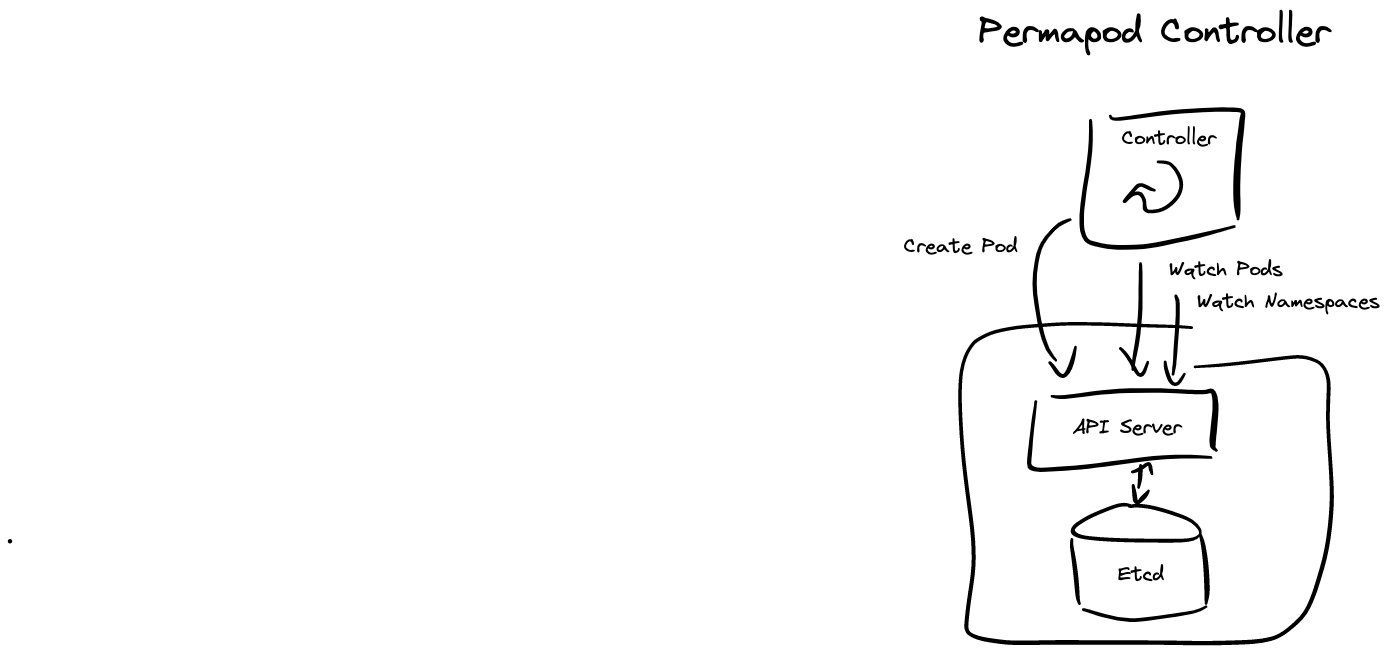 Permapod Controller
Controller
Create Pod
Watch Pods
Watch Namespaces
API Server
Etcd